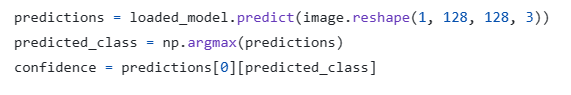 predictions = loaded_model.predict(image.reshape(1, 128, 128, 3))
predicted_class = np.argmax(predictions)
confidence = predictions[0][predicted_class]